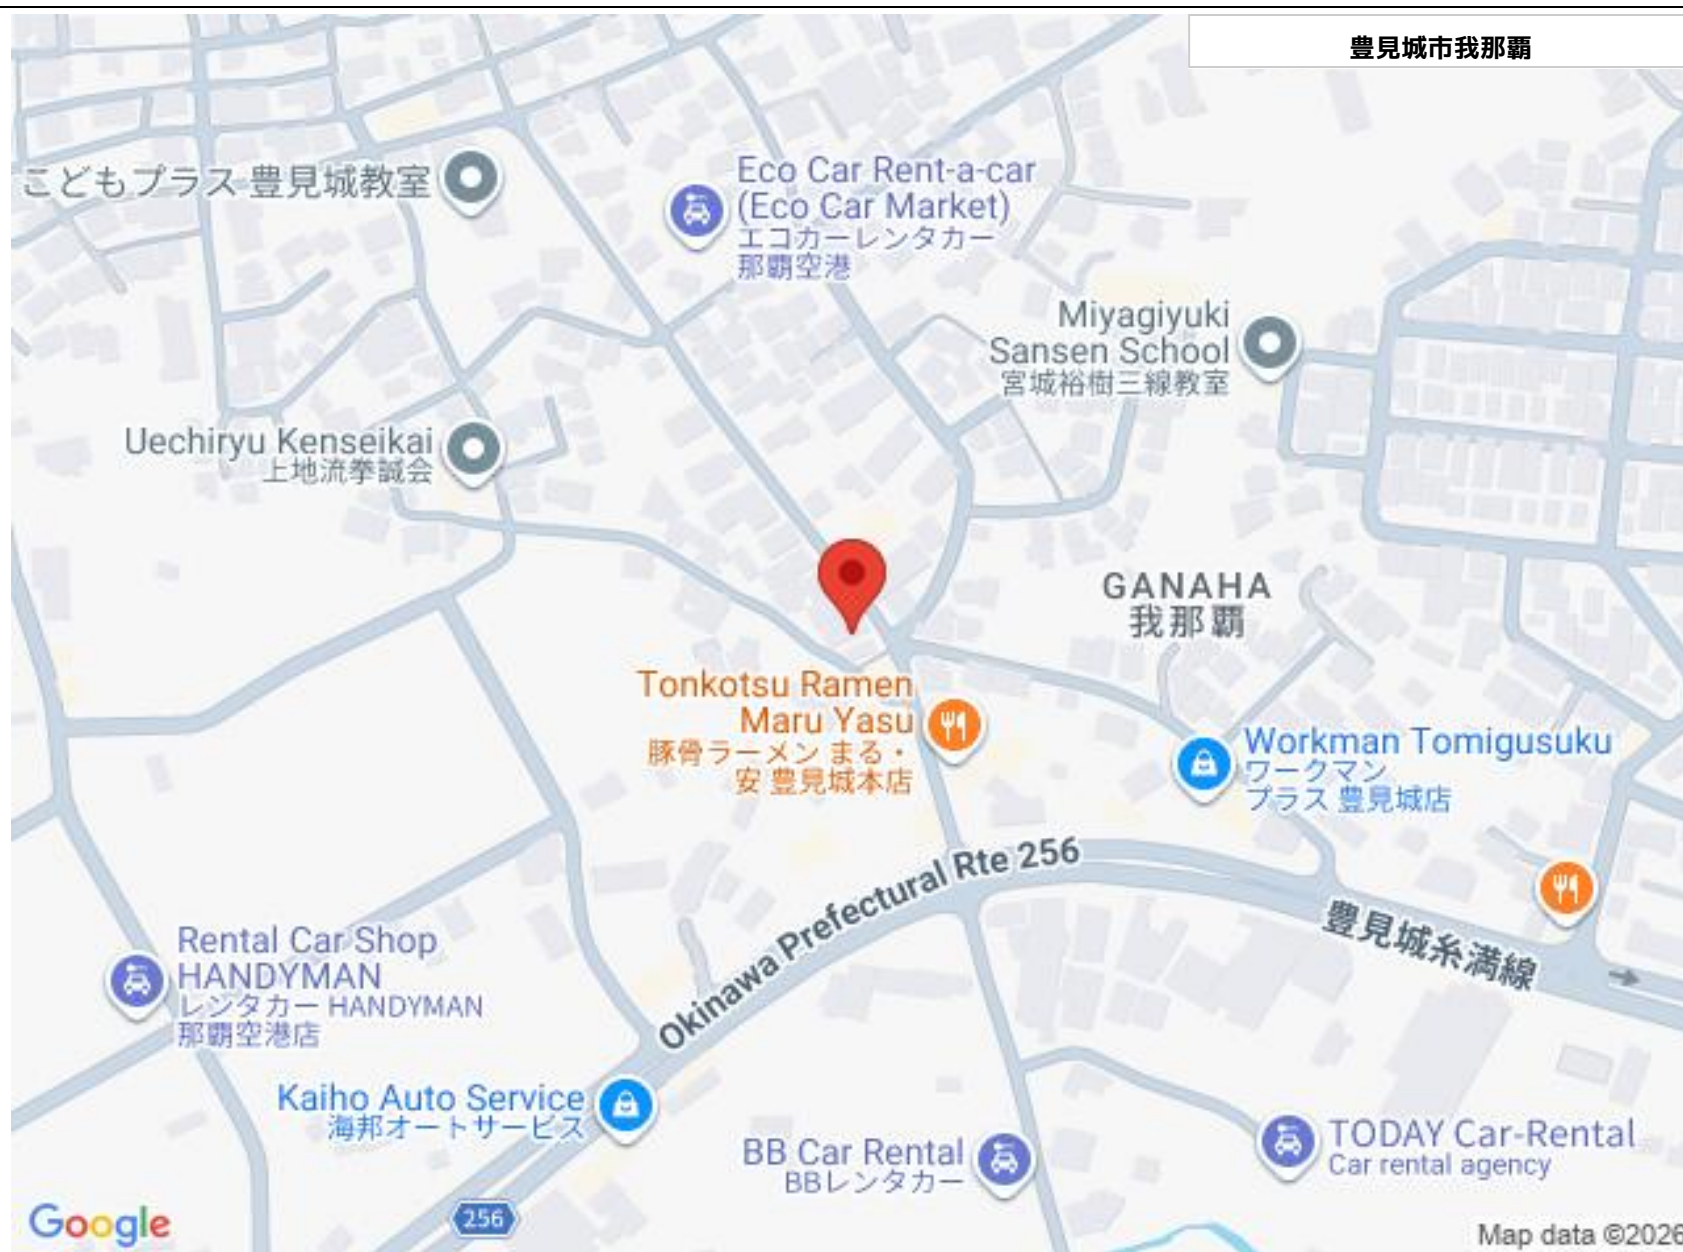 豊見城市我那覇
こどもプラス 豊見城教室
Eco Car Rent-a-car
(Eco Car Market)
エコカーレンタカー
那覇空港
Miyagiyuki
Sansen School
宮城裕樹三線教室
Uechiryu Kenseikai
上地流拳誠会
GANAHA
我那覇
Tonkotsu Ramen
Maru Yasu
豚骨ラーメン まる・
安 豊見城本店
Workman Tomigusuku
ワークマン
プラス 豊見城店
Okinawa Prefectural Rte 256
豊見城糸満線
Rental Car Shop
HANDYMAN
レンタカー HANDYMAN
那覇空港店
Kaiho Auto Service
海邦オートサービス
BB Car Rental
BBレンタカー
TODAY Car-Rental
Car rental agency
256
Google
Map data ©2026